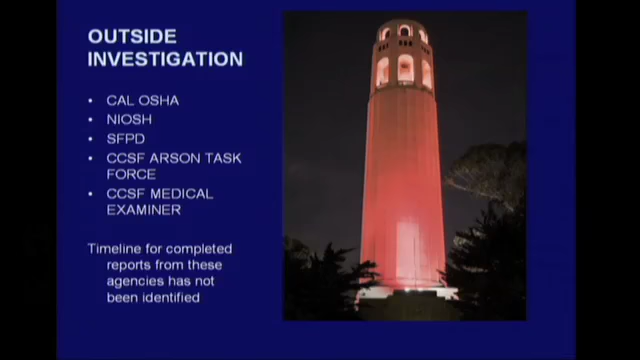 OUTSIDE
INVESTIGATION
• CAL OSHA
• NIOSH
• SFPD
• CCSF ARSON TASK
FORCE
• CCSF MEDICAL
EXAMINER
Timeline for completed
reports from these
agencies has not
been identified